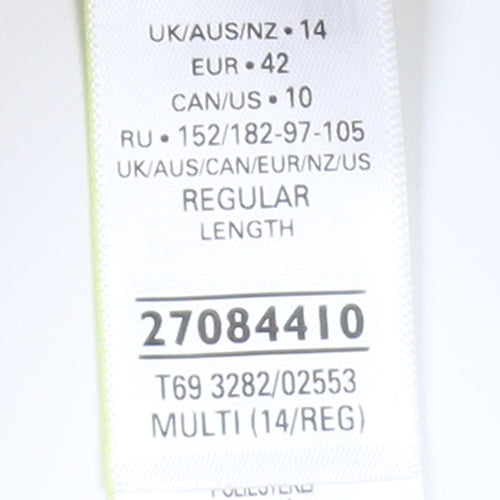 UK/AUS/NZ • 14
EUR • 42
CAN/US • 10
RU • 152/182-97-105
UK/AUS/CAN/EUR/NZ/US
REGULAR
LENGTH
27084410
T69 3282/02553
MULTI (14/REG)